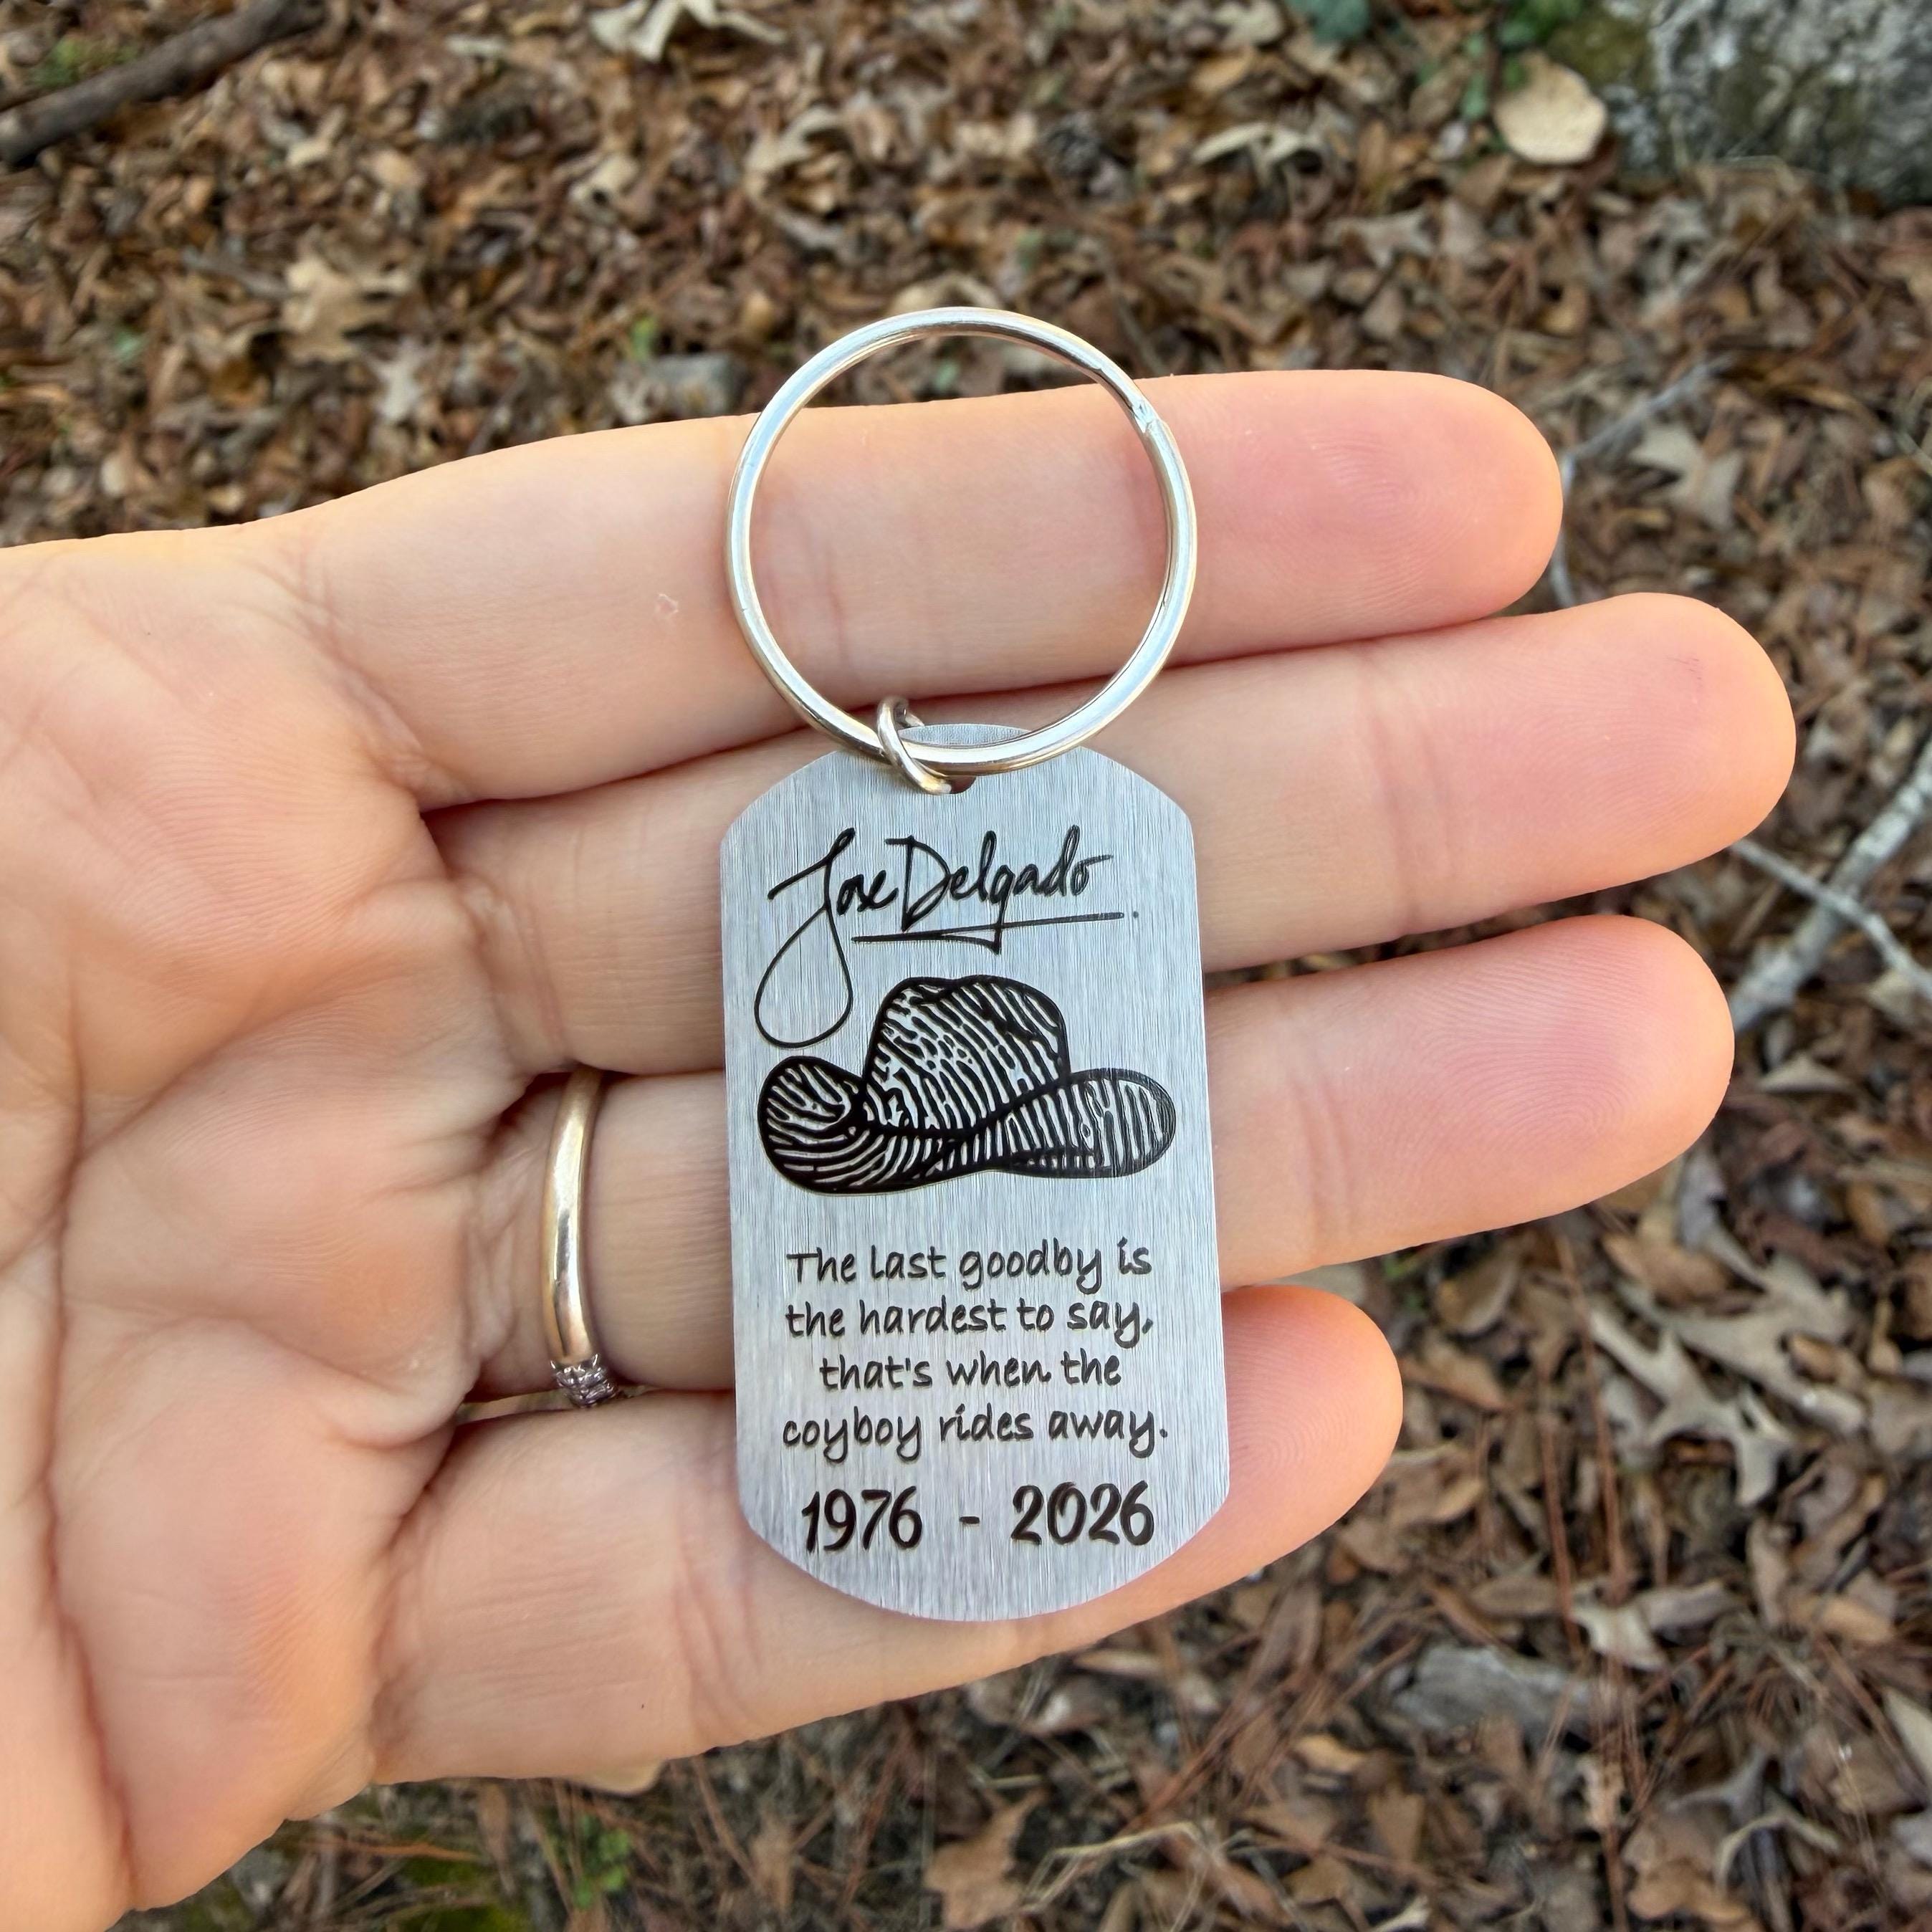 Jose Delgado
The last goodby is
the hardest to say,
that's when the
coyboy rides away.
1976 - 2026